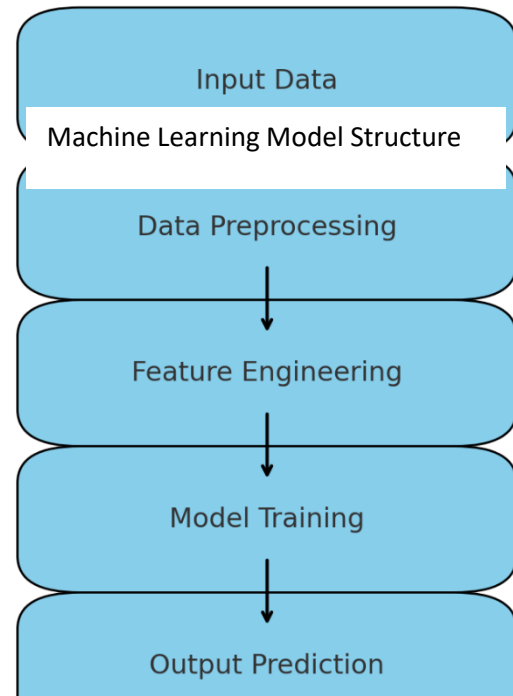 Input Data
Machine Learning Model Structure
Data Preprocessing
Feature Engineering
Model Training
Output Prediction